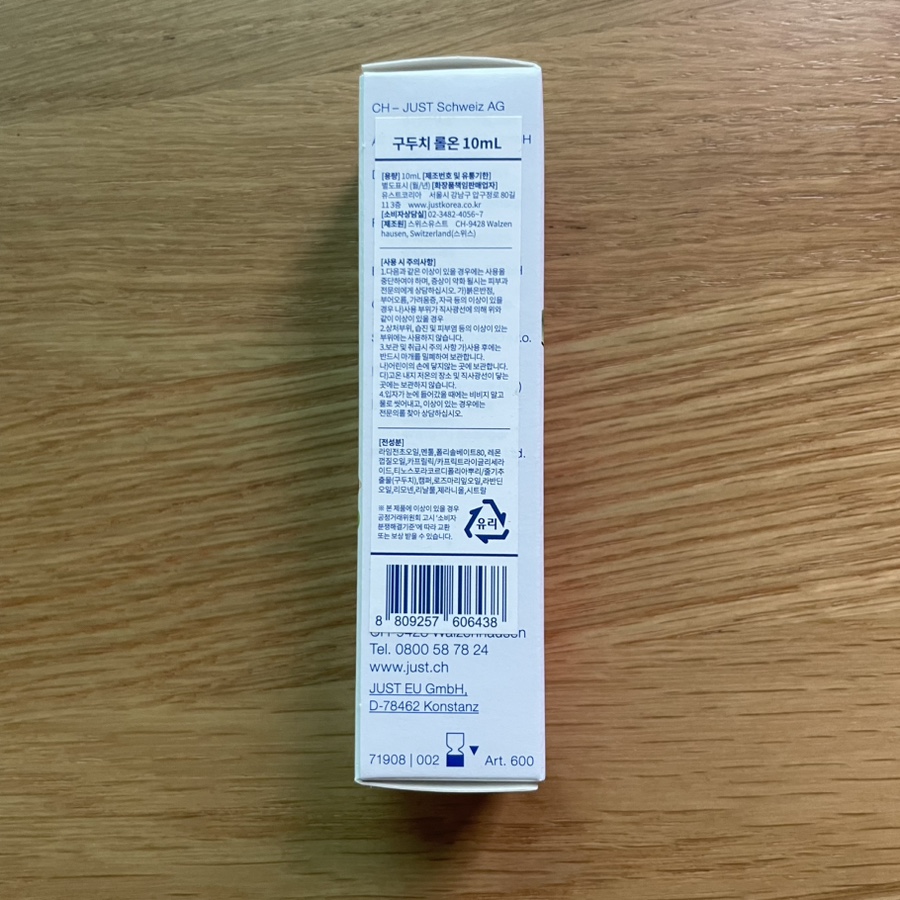 CH – JUST Schweiz AG
구두치 롤온 10mL
[용량] 10mL [제조번호 및 유통기한]
별도표시 (월/년) [화장품책임판매업자]
유스트코리아 서울시 강남구 압구정로 80길
11 3층 www.justkorea.co.kr
[소비자상담실] 02-3482-4056~7
[제조원] 스위스유스트 CH-9428 Walzen
hausen, Switzerland(스위스)
[사용 시 주의사항]
1.다음과 같은 이상이 있을 경우에는 사용을
중단하여야 하며, 증상이 악화 될시는 피부과
전문의에게 상담하십시오. 가)붉은반점,
부어오름, 가려움증, 자극 등의 이상이 있을
경우 나)사용 부위가 직사광선에 의해 위와
같이 이상이 있을 경우
2.상처부위, 습진 및 피부염 등의 이상이 있는
부위에는 사용하지 않습니다.
3.보관 및 취급시 주의 사항 가)사용 후에는
반드시 마개를 밀폐하여 보관합니다.
나)어린이의 손에 닿지않는 곳에 보관합니다.
다)고온 내지 저온의 장소 및 직사광선이 닿는
곳에는 보관하지 않습니다.
4.입자가 눈에 들어갔을 때에는 비비지 말고
물로 씻어내고, 이상이 있는 경우에는
전문의를 찾아 상담하십시오.
[전성분]
라임전초오일,멘톨,폴리솔베이트80, 레몬
껍질오일,카프릴릭/카프릭트라이글리세라
이드,티노스포라코르디폴리아뿌리/줄기추
출물(구두치),캠퍼,로즈마리잎오일,라반딘
오일,리모넨,리날룰,제라니올,시트랄
※ 본 제품에 이상이 있을 경우
공정거래위원회 고시 '소비자
분쟁해결기준'에 따라 교환
또는 보상 받을 수 있습니다.
유리
8 809257 606438
CH-9428 Walzenhausen
Tel. 0800 58 78 24
www.just.ch
JUST EU GmbH,
D-78462 Konstanz
71908 | 002 Art. 600